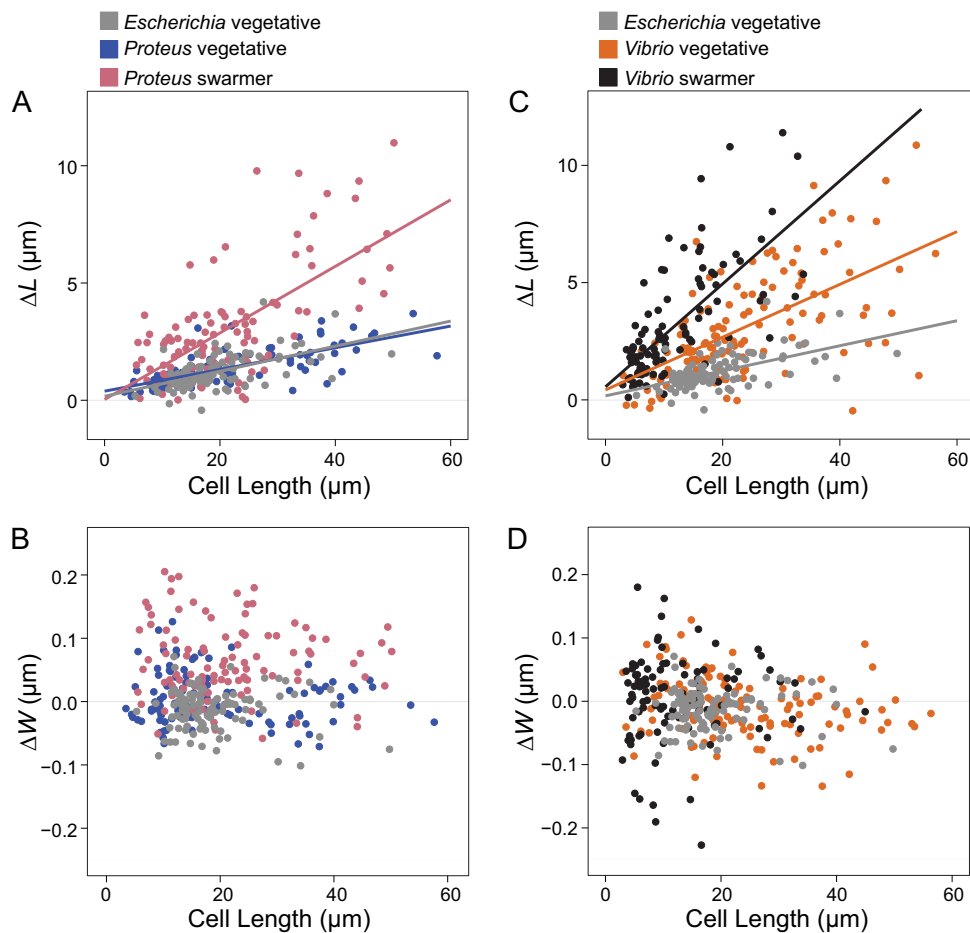 Escherichia vegetative
Proteus vegetative
Proteus swarmer
A
10
5
0
ΔL (µm)
0 20 40 60
Cell Length (µm)
Escherichia vegetative
Vibrio vegetative
Vibrio swarmer
C
10
5
0
ΔL (µm)
0 20 40 60
Cell Length (µm)
B
0.2
0.1
0.0
−0.1
−0.2
ΔW (µm)
0 20 40 60
Cell Length (µm)
D
0.2
0.1
0.0
−0.1
−0.2
ΔW (µm)
0 20 40 60
Cell Length (µm)